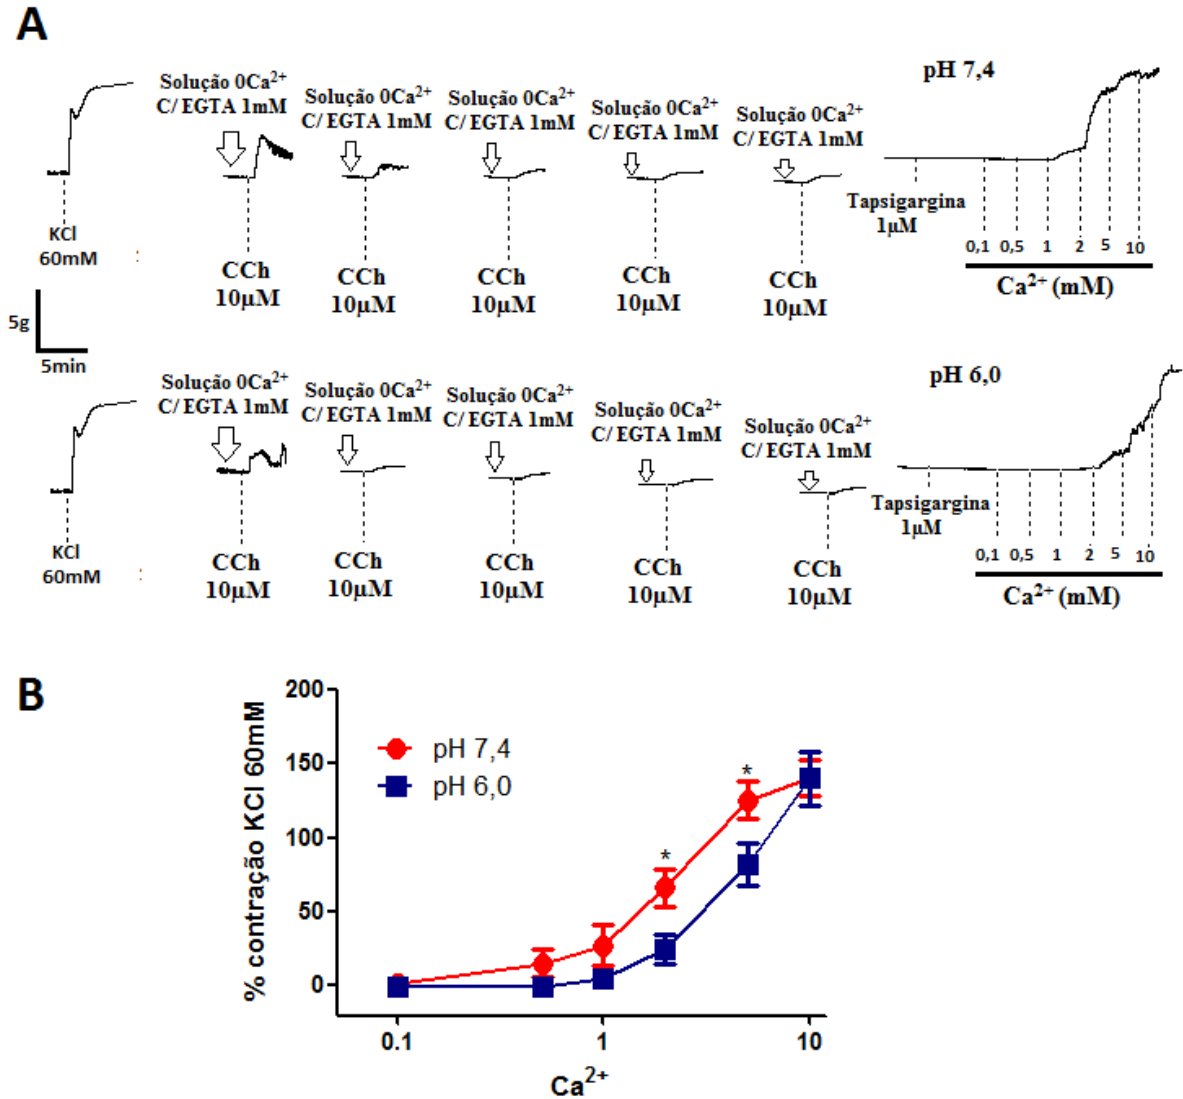 A
pH 7,4
Solução 0Ca²⁺
C/ EGTA 1mM
Solução 0Ca²⁺
C/ EGTA 1mM
Solução 0Ca²⁺
C/ EGTA 1mM
Solução 0Ca²⁺
C/ EGTA 1mM
Solução 0Ca²⁺
C/ EGTA 1mM
Tapsigargina
1µM
KCl
60mM
:
CCh
10µM
CCh
10µM
CCh
10µM
CCh
10µM
CCh
10µM
0,1 0,5 1 2 5 10
Ca²⁺ (mM)
5g
5min
pH 6,0
Solução 0Ca²⁺
C/ EGTA 1mM
Solução 0Ca²⁺
C/ EGTA 1mM
Solução 0Ca²⁺
C/ EGTA 1mM
Solução 0Ca²⁺
C/ EGTA 1mM
Solução 0Ca²⁺
C/ EGTA 1mM
Tapsigargina
1µM
KCl
60mM
:
CCh
10µM
CCh
10µM
CCh
10µM
CCh
10µM
CCh
10µM
0,1 0,5 1 2 5 10
Ca²⁺ (mM)
B
% contração KCl 60mM
200
150
100
50
0
pH 7,4
pH 6,0
*
*
0.1 1 10
Ca²⁺